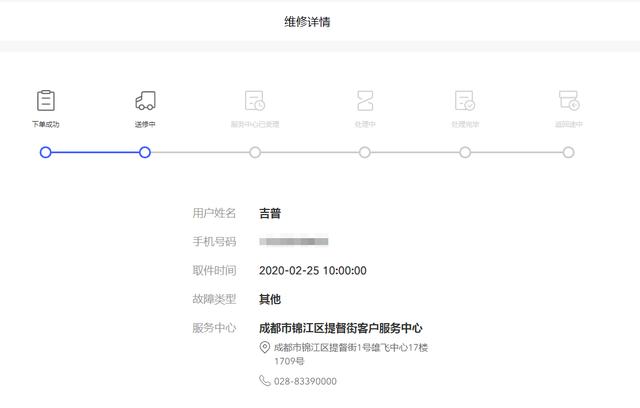 维修详情
下单成功
送修中
服务中心已受理
处理中
处理完毕
返回途中
用户姓名 吉普
手机号码
取件时间 2020-02-25 10:00:00
故障类型 其他
服务中心 成都市锦江区提督街客户服务中心
成都市锦江区提督街1号雄飞中心17楼
1709号
028-83390000